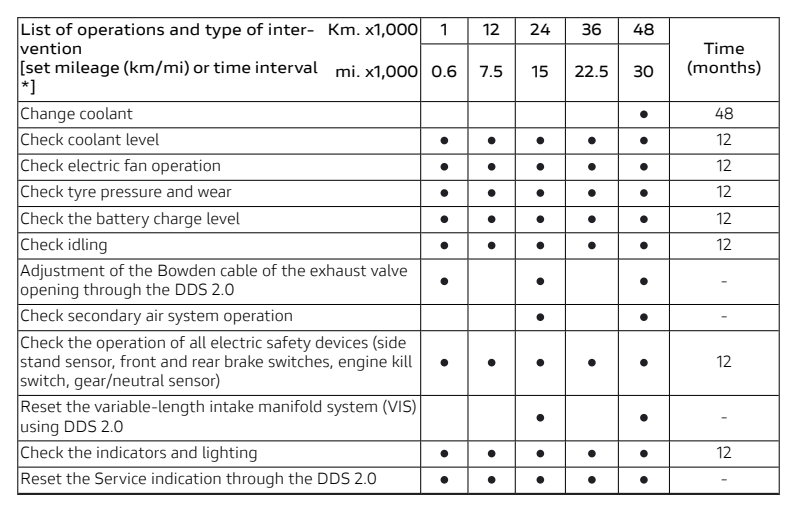 List of operations and type of inter- Km. x1,000 1 12 24 36 48 Time
vention
[set mileage (km/mi) or time interval mi. x1,000 0.6 7.5 15 22.5 30 (months)
*]
Change coolant ● 48
Check coolant level ● ● ● ● ● 12
Check electric fan operation ● ● ● ● ● 12
Check tyre pressure and wear ● ● ● ● ● 12
Check the battery charge level ● ● ● ● ● 12
Check idling ● ● ● ● ● 12
Adjustment of the Bowden cable of the exhaust valve
opening through the DDS 2.0 ● ● ● -
Check secondary air system operation ● ● -
Check the operation of all electric safety devices (side
stand sensor, front and rear brake switches, engine kill ● ● ● ● ● 12
switch, gear/neutral sensor)
Reset the variable-length intake manifold system (VIS)
using DDS 2.0 ● ● -
Check the indicators and lighting ● ● ● ● ● 12
Reset the Service indication through the DDS 2.0 ● ● ● ● ● -